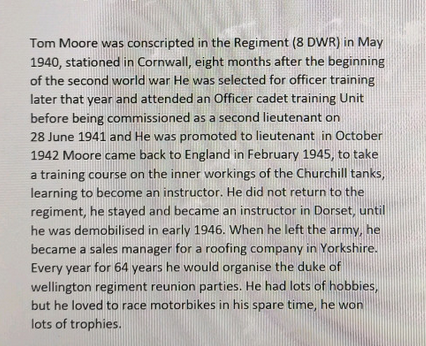 Tom Moore was conscripted in the Regiment (8 DWR) in May
1940, stationed in Cornwall, eight months after the beginning
of the second world war He was selected for officer training
later that year and attended an Officer cadet training Unit
before being commissioned as a second lieutenant on
28 June 1941 and He was promoted to lieutenant  in October
1942 Moore came back to England in February 1945, to take
a training course on the inner workings of the Churchill tanks,
learning to become an instructor. He did not return to the
regiment, he stayed and became an instructor in Dorset, until
he was demobilised in early 1946. When he left the army, he
became a sales manager for a roofing company in Yorkshire.
Every year for 64 years he would organise the duke of
wellington regiment reunion parties. He had lots of hobbies,
but he loved to race motorbikes in his spare time, he won
lots of trophies.